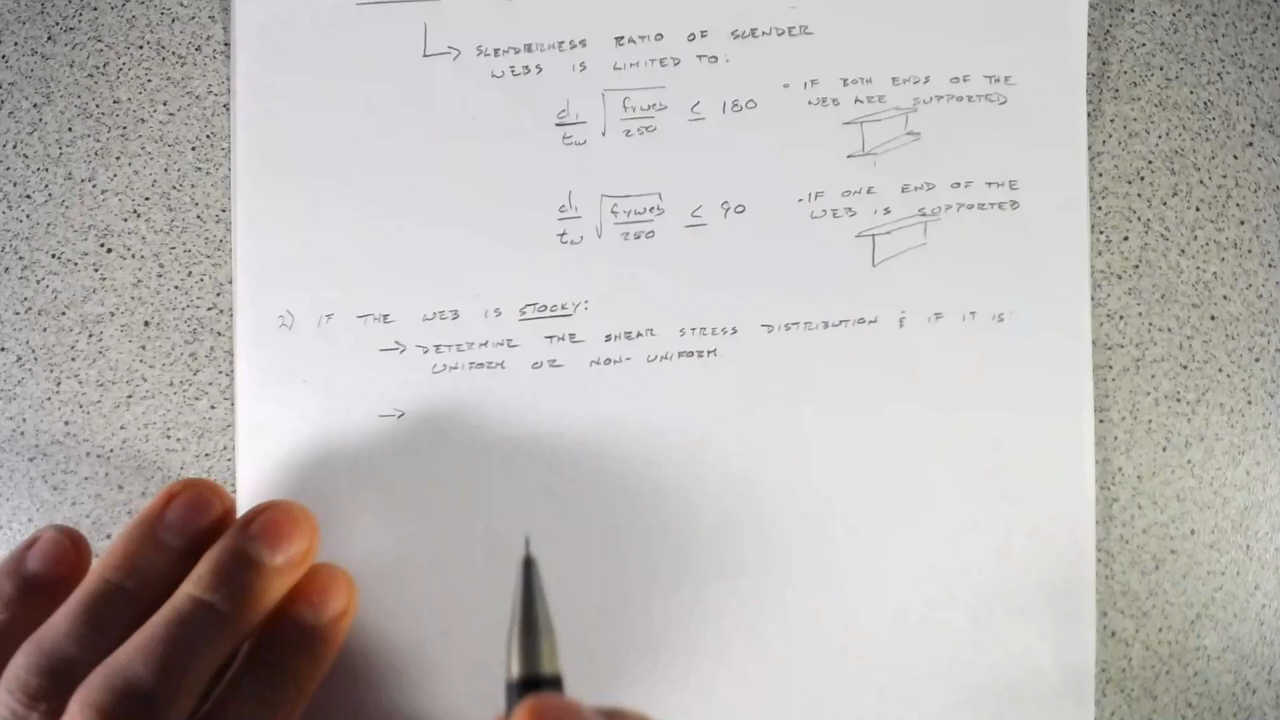 SLENDERNESS RATIO OF SLENDER
WEBS IS LIMITED TO:
d₁/tw √(fyweb/250) ≤ 180
• IF BOTH ENDS OF THE
WEB ARE SUPPORTED
d₁/tw √(fyweb/250) ≤ 90
• IF ONE END OF THE
WEB IS SUPPORTED
2) IF THE WEB IS STOCKY:
→ DETERMINE THE SHEAR STRESS DISTRIBUTION & IF IT IS:
UNIFORM OR NON-UNIFORM
→